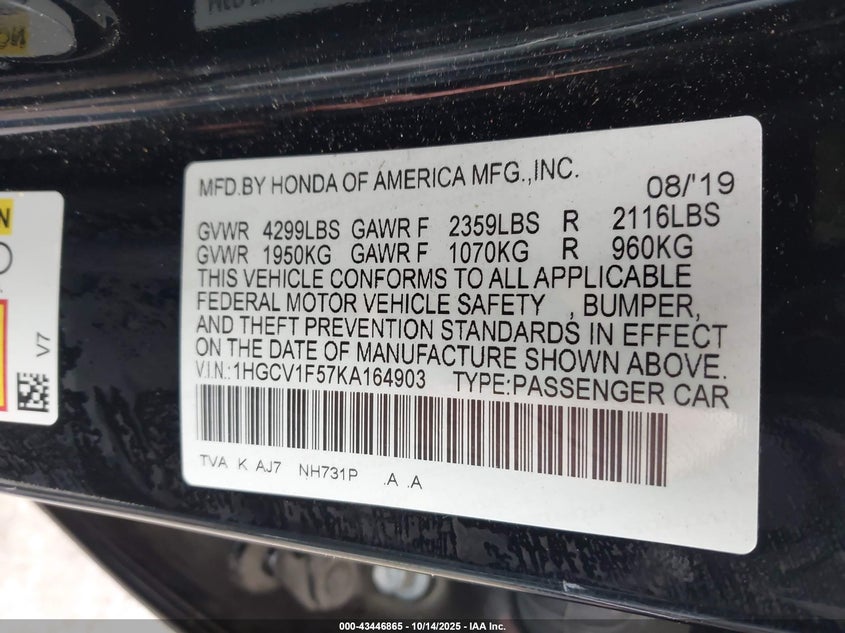 MFD.BY HONDA OF AMERICA MFG.,INC. 08/'19
GVWR 4299LBS GAWR F 2359LBS R 2116LBS
GVWR 1950KG GAWR F 1070KG R 960KG
THIS VEHICLE CONFORMS TO ALL APPLICABLE
FEDERAL MOTOR VEHICLE SAFETY , BUMPER,
AND THEFT PREVENTION STANDARDS IN EFFECT
ON THE DATE OF MANUFACTURE SHOWN ABOVE.
V.I.N.:1HGCV1F57KA164903 TYPE:PASSENGER CAR
TVA K AJ7 NH731P .A .A
V7
000-43446865 - 10/14/2025 - IAA Inc.